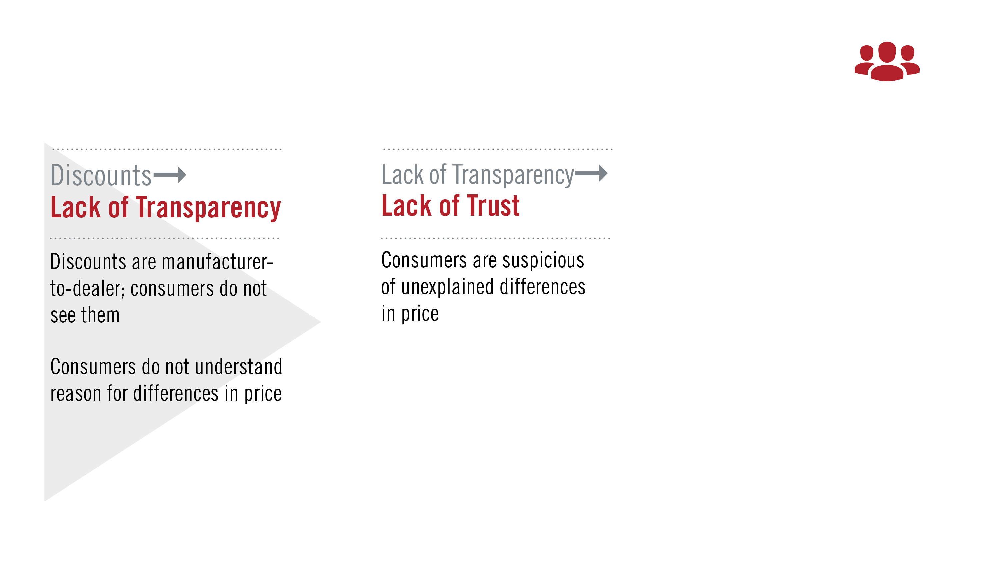 Discounts
Lack of Transparency
Discounts are manufacturer-
to-dealer; consumers do not
see them
Consumers do not understand
reason for differences in price
Lack of Transparency
Lack of Trust
Consumers are suspicious
of unexplained differences
in price